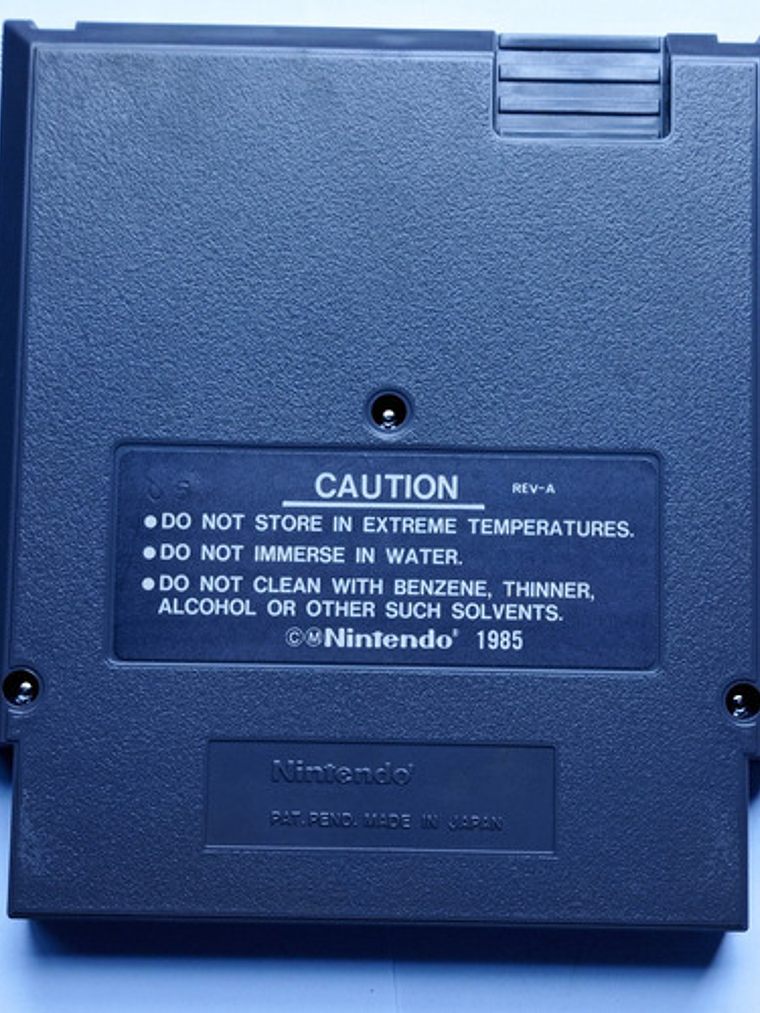 CAUTION REV-A
●DO NOT STORE IN EXTREME TEMPERATURES.
●DO NOT IMMERSE IN WATER.
●DO NOT CLEAN WITH BENZENE, THINNER,
ALCOHOL OR OTHER SUCH SOLVENTS.
©ⓂNintendo® 1985
Nintendo®
PAT. PEND. MADE IN JAPAN